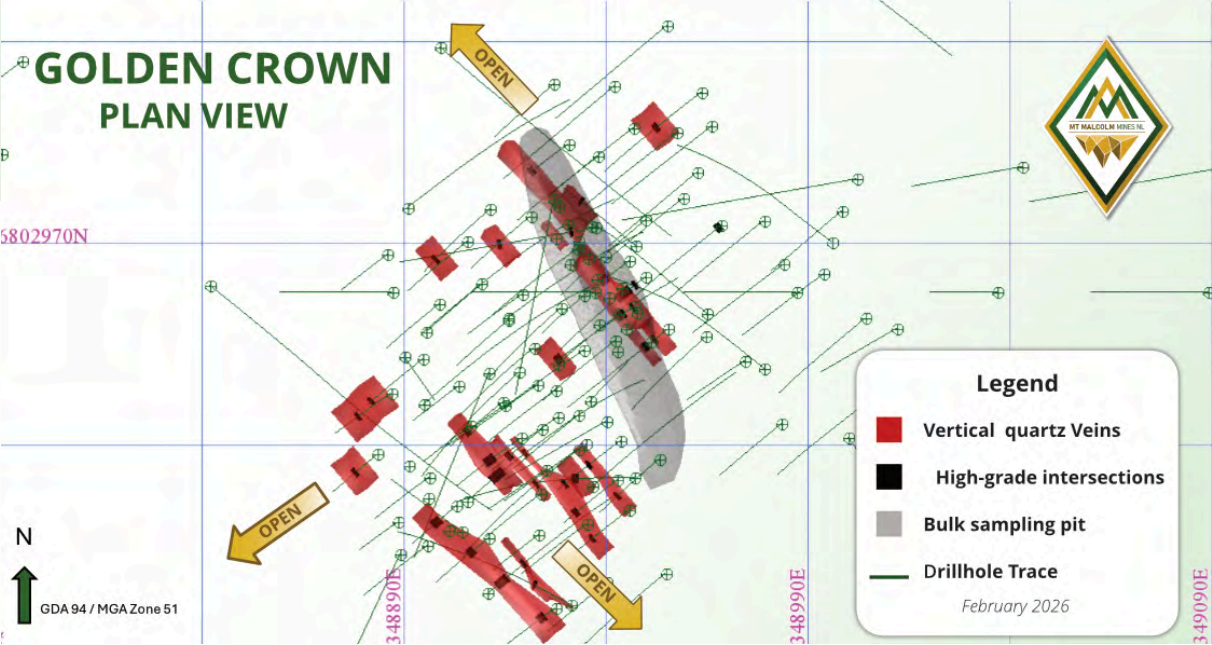 GOLDEN CROWN
PLAN VIEW
OPEN
MT MALCOLM MINES NL
6802970N
OPEN
OPEN
N
GDA 94 / MGA Zone 51
348890E
348990E
349090E
Legend
Vertical quartz Veins
High-grade intersections
Bulk sampling pit
Drillhole Trace
February 2026